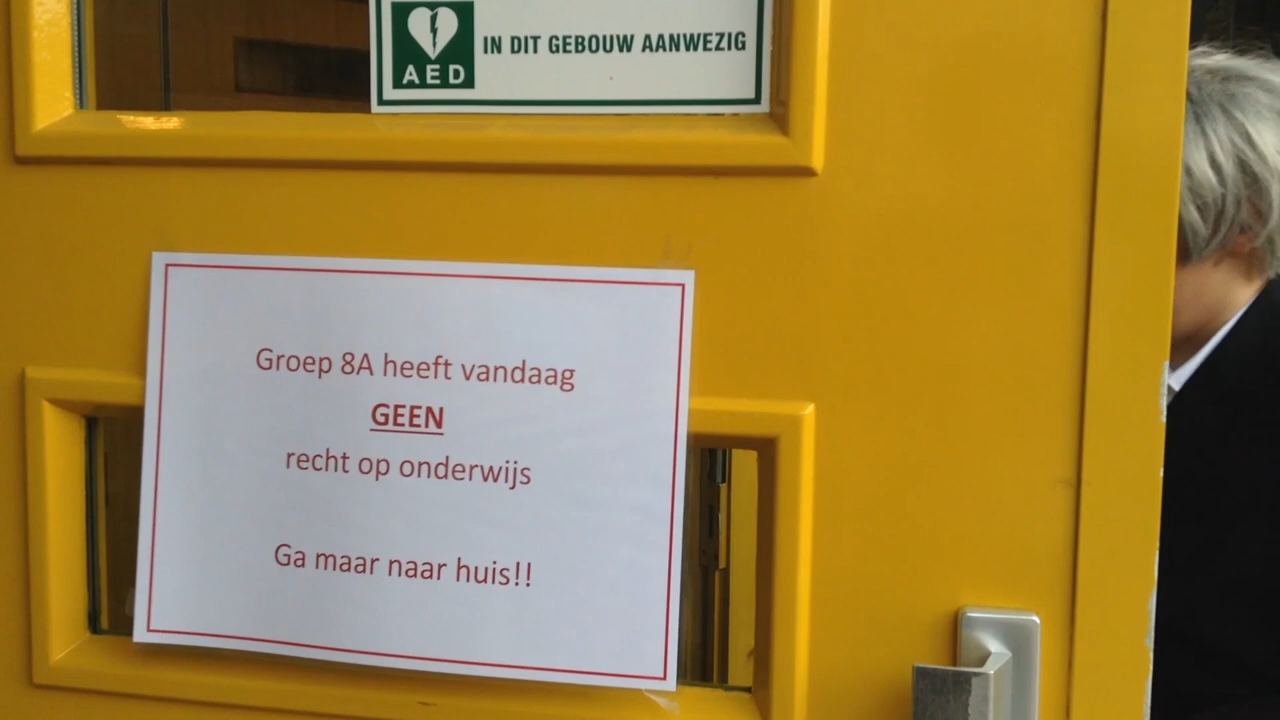 AED IN DIT GEBOUW AANWEZIG
Groep 8A heeft vandaag
GEEN
recht op onderwijs
Ga maar naar huis!!